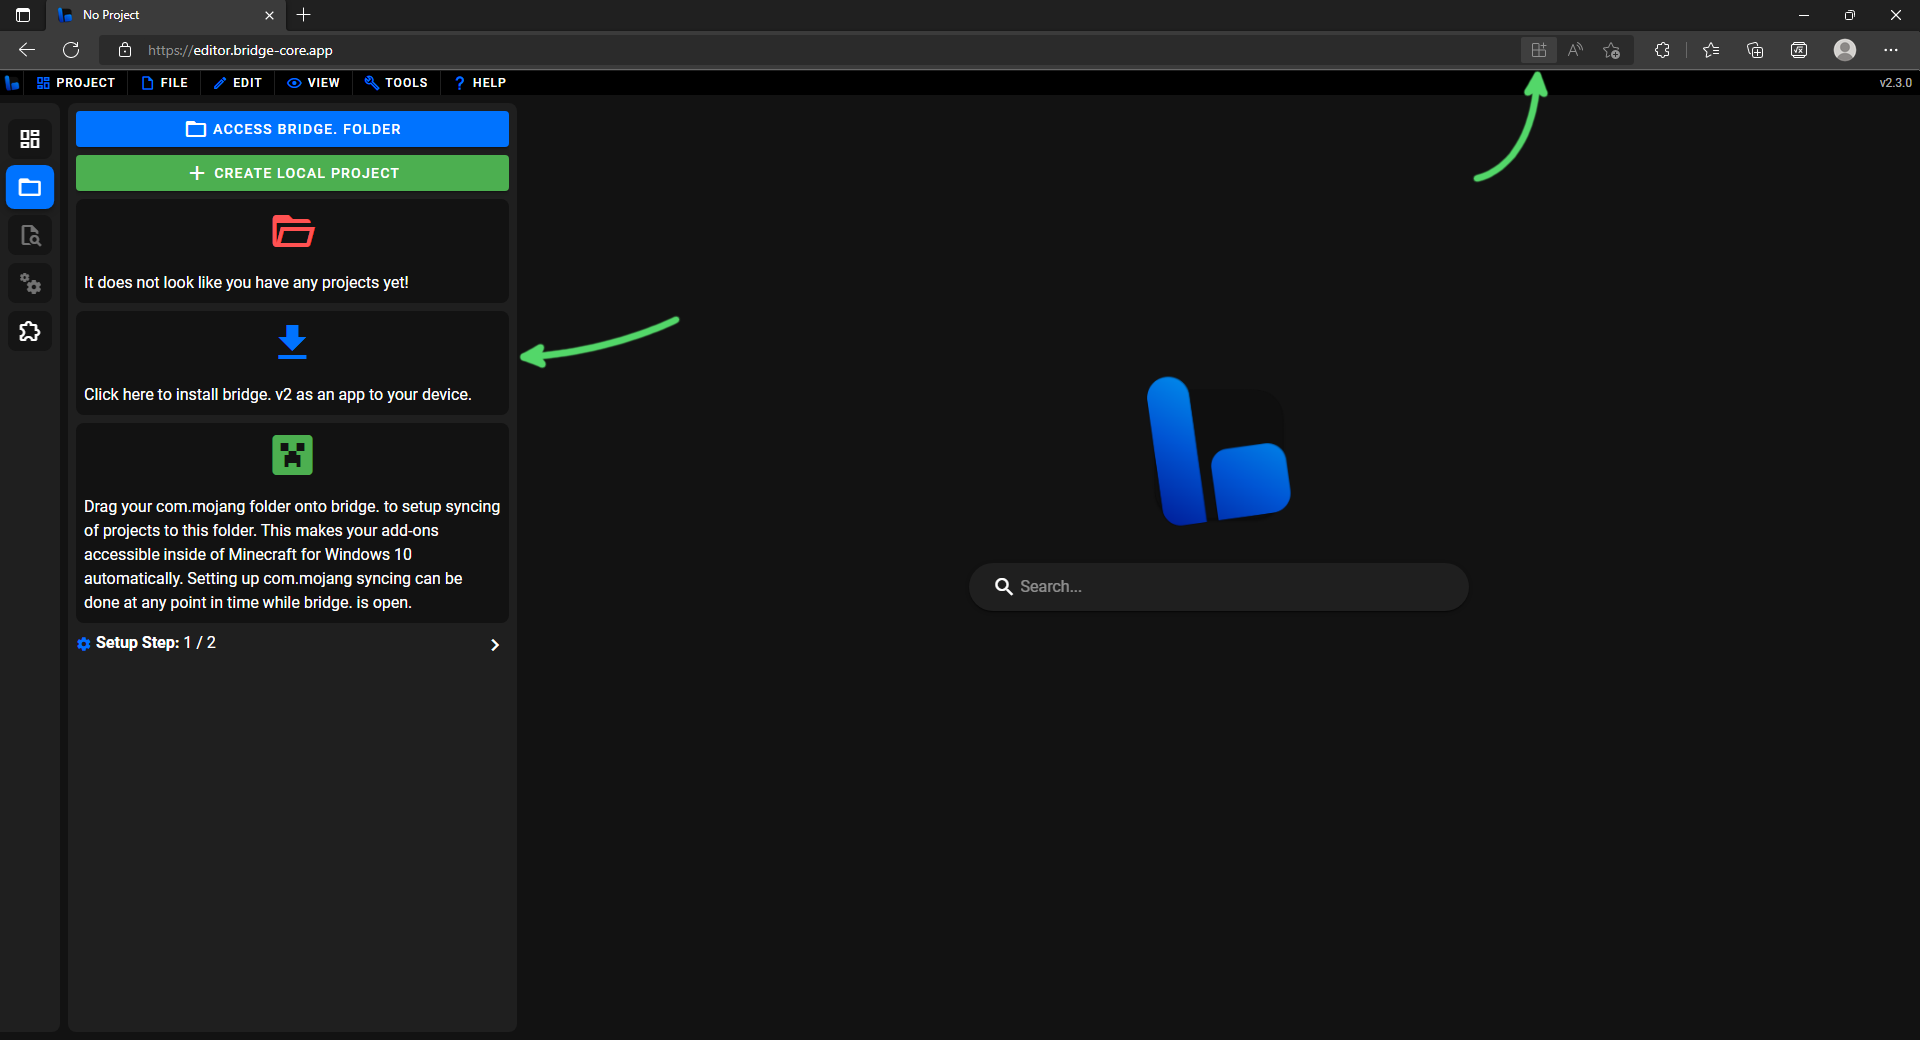 No Project
https://editor.bridge-core.app
PROJECT
FILE
EDIT
VIEW
TOOLS
HELP
v2.3.0
ACCESS BRIDGE. FOLDER
CREATE LOCAL PROJECT
It does not look like you have any projects yet!
Click here to install bridge. v2 as an app to your device.
Drag your com.mojang folder onto bridge. to setup syncing
of projects to this folder. This makes your add-ons
accessible inside of Minecraft for Windows 10
automatically. Setting up com.mojang syncing can be
done at any point in time while bridge. is open.
Setup Step: 1 / 2
Search...